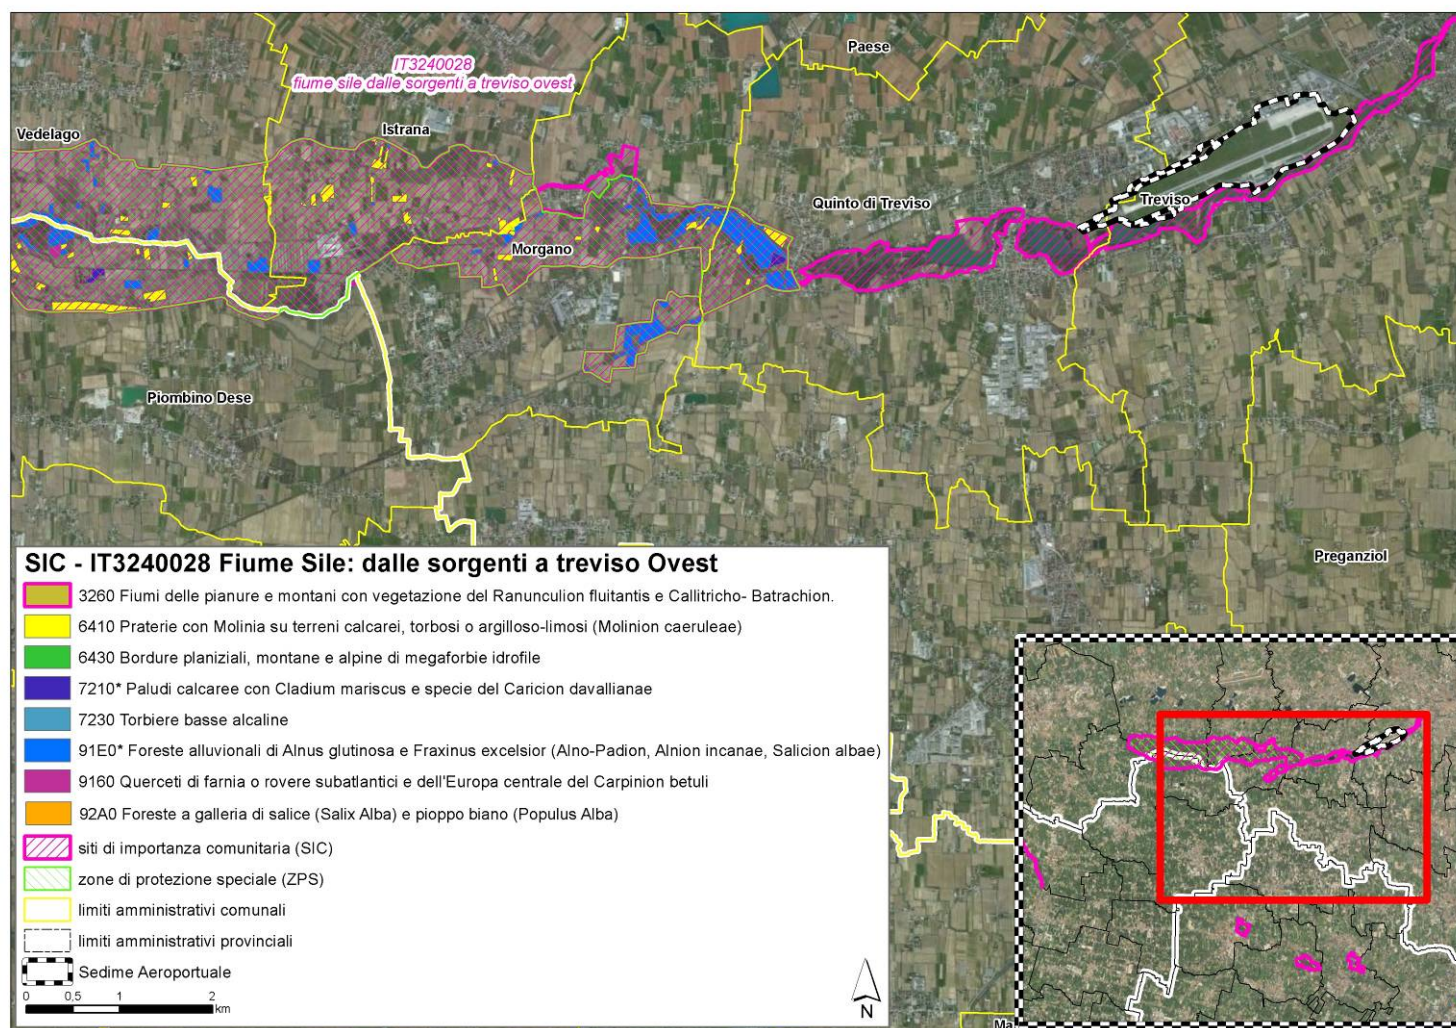 Paese
IT3240028
fiume sile dalle sorgenti a treviso ovest
Vedelago
Istrana
Treviso
Quinto di Treviso
Morgano
Piombino Dese
Preganziol
SIC - IT3240028 Fiume Sile: dalle sorgenti a treviso Ovest
3260 Fiumi delle pianure e montani con vegetazione del Ranunculion fluitantis e Callitricho- Batrachion.
6410 Praterie con Molinia su terreni calcarei, torbosi o argilloso-limosi (Molinion caeruleae)
6430 Bordure planiziali, montane e alpine di megaforbie idrofile
7210* Paludi calcaree con Cladium mariscus e specie del Caricion davallianae
7230 Torbiere basse alcaline
91E0* Foreste alluvionali di Alnus glutinosa e Fraxinus excelsior (Alno-Padion, Alnion incanae, Salicion albae)
9160 Querceti di farnia o rovere subatlantici e dell'Europa centrale del Carpinion betuli
92A0 Foreste a galleria di salice (Salix Alba) e pioppo biano (Populus Alba)
siti di importanza comunitaria (SIC)
zone di protezione speciale (ZPS)
limiti amministrativi comunali
limiti amministrativi provinciali
Sedime Aeroportuale
0 0,5 1 2
km
N
Ma